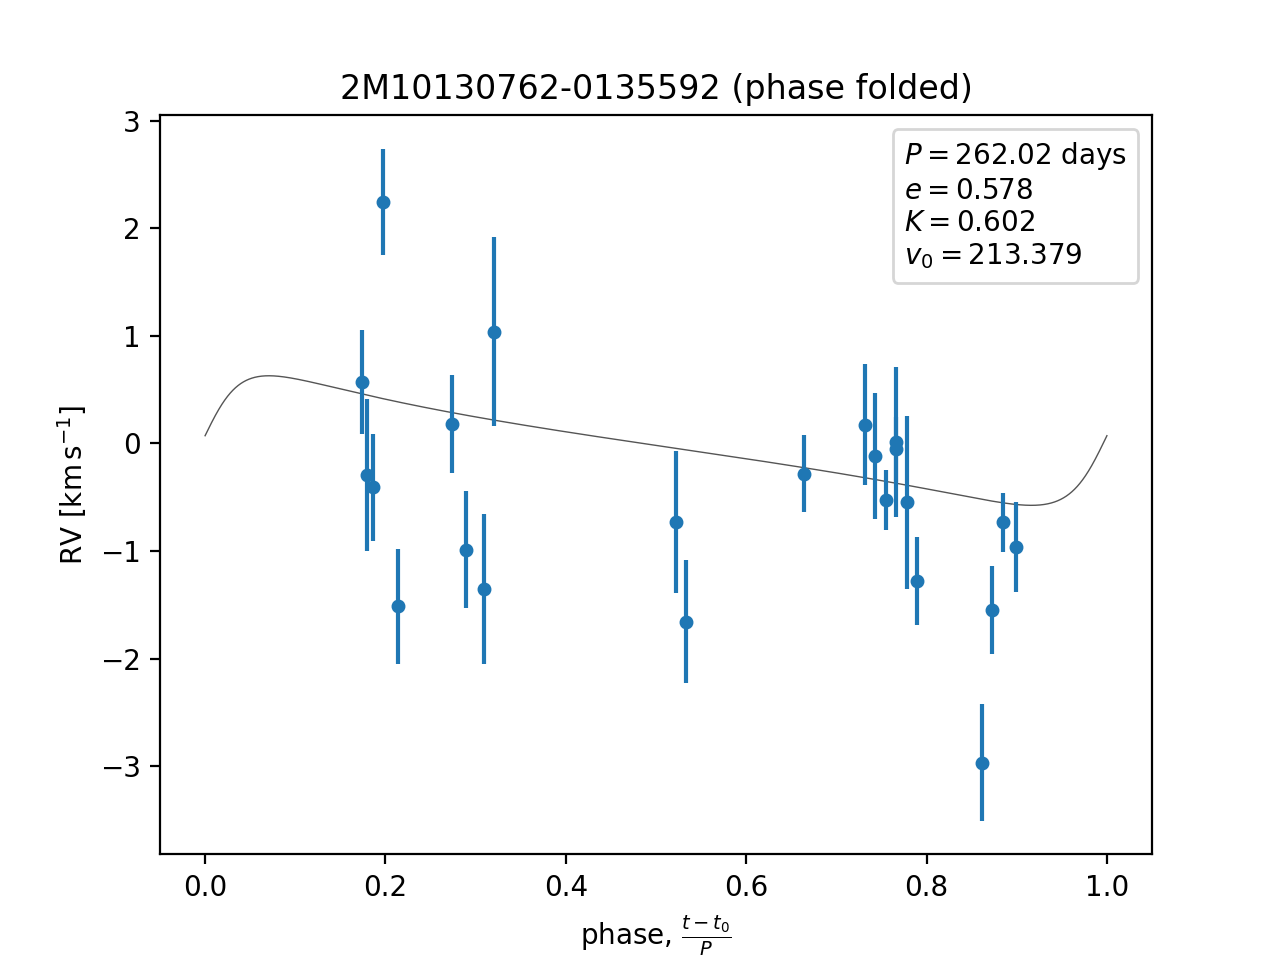 2M10130762-0135592 (phase folded)
P = 262.02 days
e = 0.578
K = 0.602
v₀ = 213.379
3
2
1
0
−1
−2
−3
RV [km s⁻¹]
0.0 0.2 0.4 0.6 0.8 1.0
phase, (t − t₀)/P